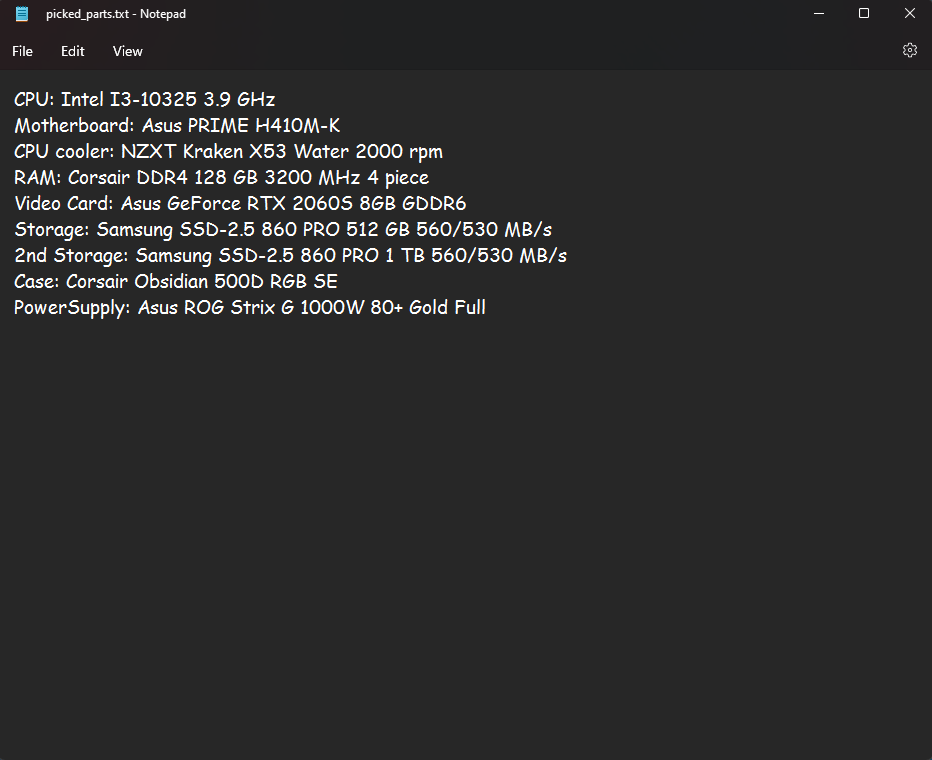 picked_parts.txt - Notepad
File Edit View
CPU: Intel I3-10325 3.9 GHz
Motherboard: Asus PRIME H410M-K
CPU cooler: NZXT Kraken X53 Water 2000 rpm
RAM: Corsair DDR4 128 GB 3200 MHz 4 piece
Video Card: Asus GeForce RTX 2060S 8GB GDDR6
Storage: Samsung SSD-2.5 860 PRO 512 GB 560/530 MB/s
2nd Storage: Samsung SSD-2.5 860 PRO 1 TB 560/530 MB/s
Case: Corsair Obsidian 500D RGB SE
PowerSupply: Asus ROG Strix G 1000W 80+ Gold Full